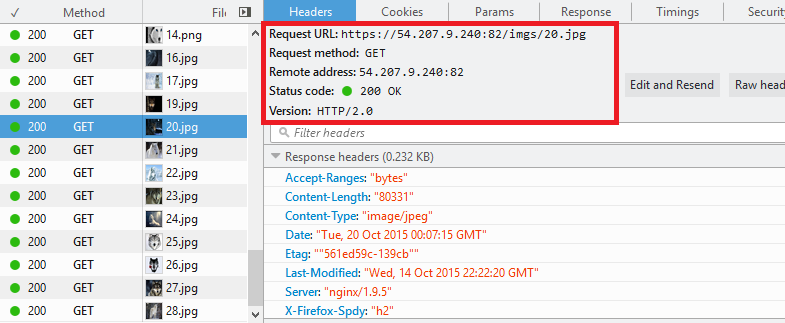 ✓ Method File Headers Cookies Params Response Timings Security
200 GET 14.png
200 GET 16.jpg
200 GET 17.jpg
200 GET 19.jpg
200 GET 20.jpg
200 GET 21.jpg
200 GET 22.jpg
200 GET 23.jpg
200 GET 24.jpg
200 GET 25.jpg
200 GET 26.jpg
200 GET 27.jpg
200 GET 28.jpg
Request URL: https://54.207.9.240:82/imgs/20.jpg
Request method: GET
Remote address: 54.207.9.240:82
Status code: 200 OK
Version: HTTP/2.0
Edit and Resend Raw head
Filter headers
Response headers (0.232 KB)
Accept-Ranges: "bytes"
Content-Length: "80331"
Content-Type: "image/jpeg"
Date: "Tue, 20 Oct 2015 00:07:15 GMT"
Etag: ""561ed59c-139cb""
Last-Modified: "Wed, 14 Oct 2015 22:22:20 GMT"
Server: "nginx/1.9.5"
X-Firefox-Spdy: "h2"